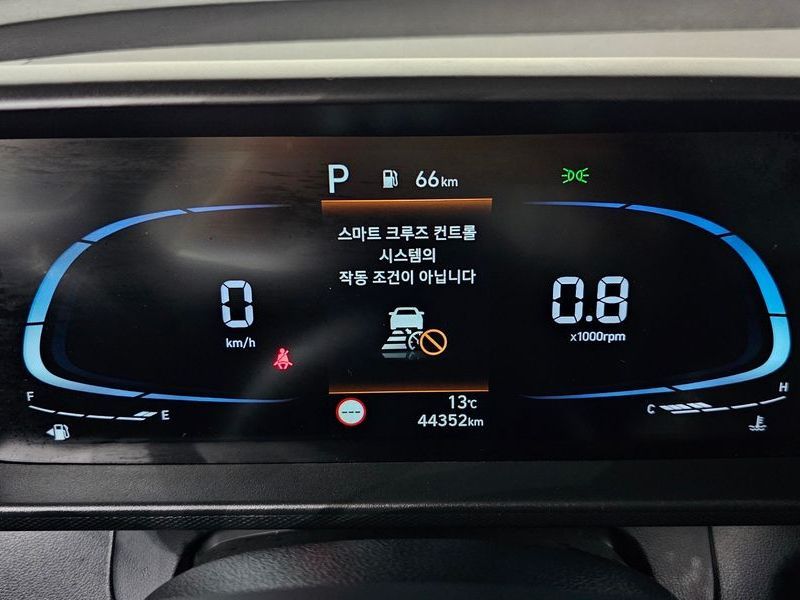 P 66km
스마트 크루즈 컨트롤
시스템의
작동 조건이 아닙니다
0
km/h
0.8
x1000rpm
F E
C H
--- 13℃
44352km